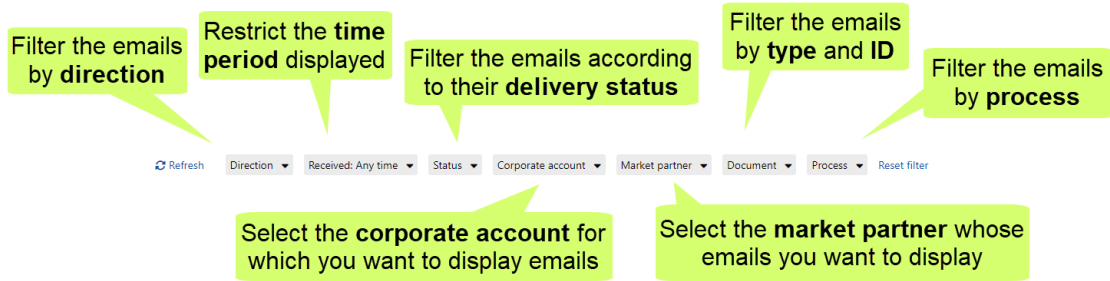 Filter the emails
by direction
Restrict the time
period displayed
Filter the emails according
to their delivery status
Filter the emails
by type and ID
Filter the emails
by process
Refresh Direction Received: Any time Status Corporate account Market partner Document Process Reset filter
Select the corporate account for
which you want to display emails
Select the market partner whose
emails you want to display